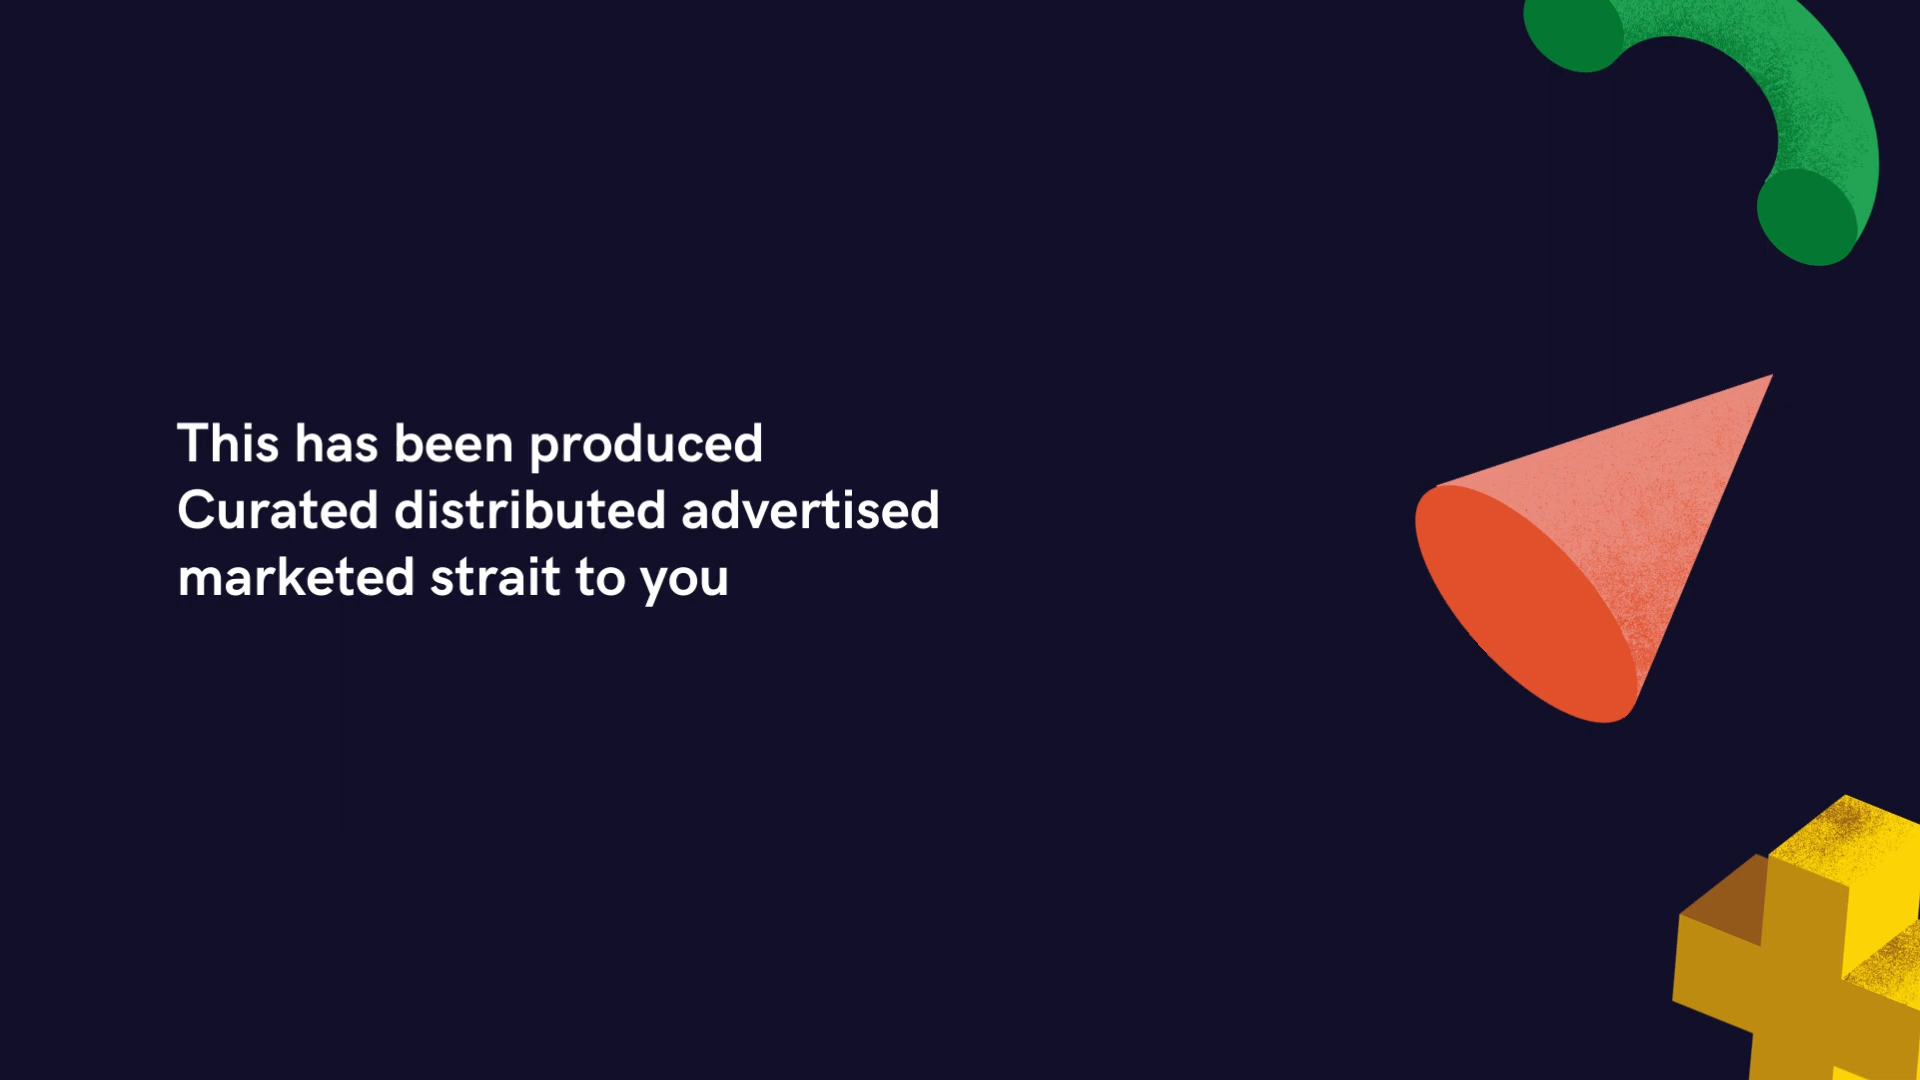 This has been produced
Curated distributed advertised
marketed strait to you